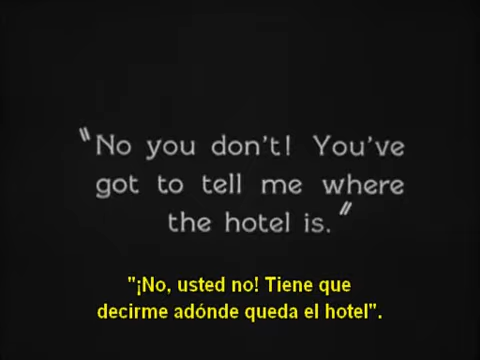 "No you don't! You've
got to tell me where
the hotel is."
"¡No, usted no! Tiene que
decirme adónde queda el hotel".